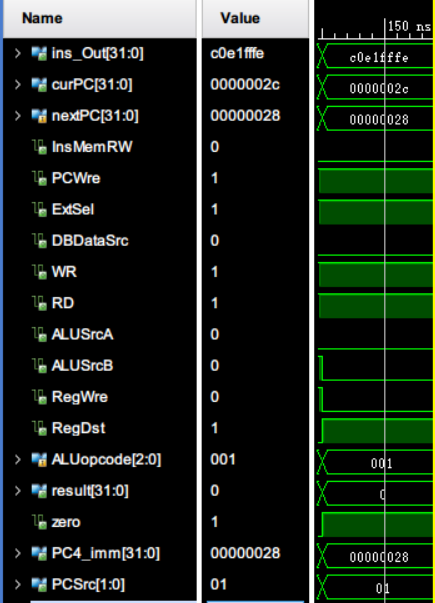 Name Value 150 ns
ins_Out[31:0] c0e1fffe c0e1fffe
curPC[31:0] 0000002c 0000002c
nextPC[31:0] 00000028 00000028
InsMemRW 0
PCWre 1
ExtSel 1
DBDataSrc 0
WR 1
RD 1
ALUSrcA 0
ALUSrcB 0
RegWre 0
RegDst 1
ALUopcode[2:0] 001 001
result[31:0] 0 0
zero 1
PC4_imm[31:0] 00000028 00000028
PCSrc[1:0] 01 01